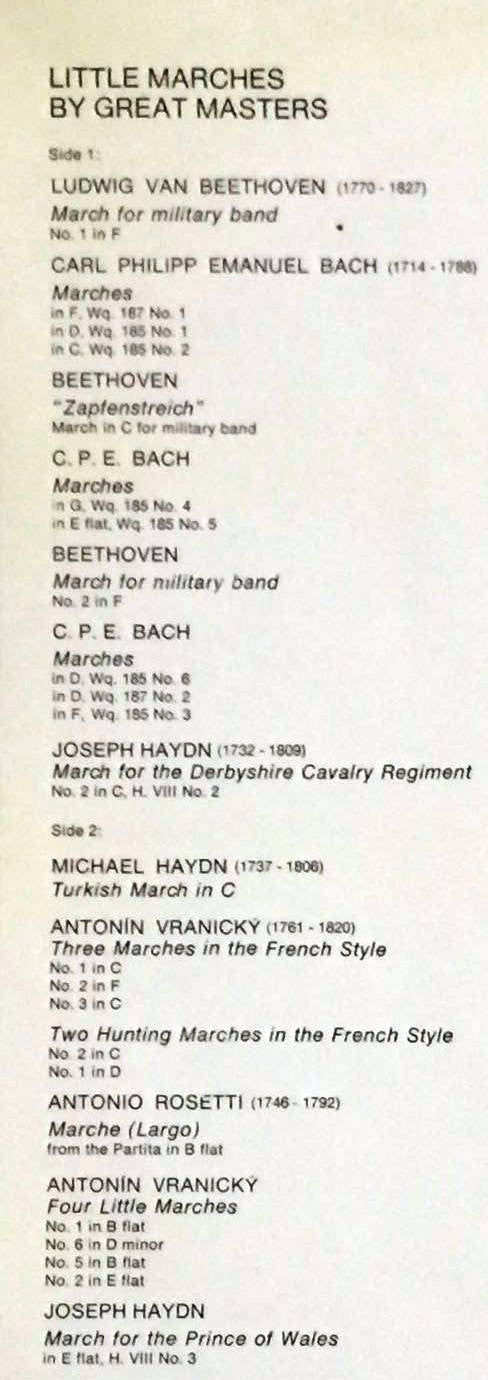 LITTLE MARCHES
BY GREAT MASTERS
Side 1:
LUDWIG VAN BEETHOVEN (1770 - 1827)
March for military band
No. 1 in F
CARL PHILIPP EMANUEL BACH (1714 - 1788)
Marches
in F, Wq. 187 No. 1
in D, Wq. 185 No. 1
in C, Wq. 185 No. 2
BEETHOVEN
"Zapfenstreich"
March in C for military band
C. P. E. BACH
Marches
in G, Wq. 185 No. 4
in E flat, Wq. 185 No. 5
BEETHOVEN
March for military band
No. 2 in F
C. P. E. BACH
Marches
in D, Wq. 185 No. 6
in D, Wq. 187 No. 2
in F, Wq. 185 No. 3
JOSEPH HAYDN (1732 - 1809)
March for the Derbyshire Cavalry Regiment
No. 2 in C, H. VIII No. 2
Side 2:
MICHAEL HAYDN (1737 - 1806)
Turkish March in C
ANTONÍN VRANICKÝ (1761 - 1820)
Three Marches in the French Style
No. 1 in C
No. 2 in F
No. 3 in C
Two Hunting Marches in the French Style
No. 2 in C
No. 1 in D
ANTONIO ROSETTI (1746 - 1792)
Marche (Largo)
from the Partita in B flat
ANTONÍN VRANICKÝ
Four Little Marches
No. 1 in B flat
No. 6 in D minor
No. 5 in B flat
No. 2 in E flat
JOSEPH HAYDN
March for the Prince of Wales
in E flat, H. VIII No. 3